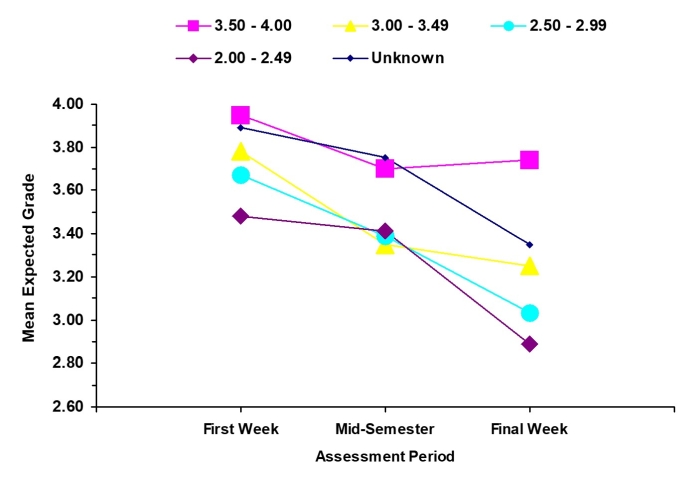 3.50 - 4.00 3.00 - 3.49 2.50 - 2.99
2.00 - 2.49 Unknown
4.00
3.80
3.60
3.40
3.20
3.00
2.80
2.60
Mean Expected Grade
First Week Mid-Semester Final Week
Assessment Period